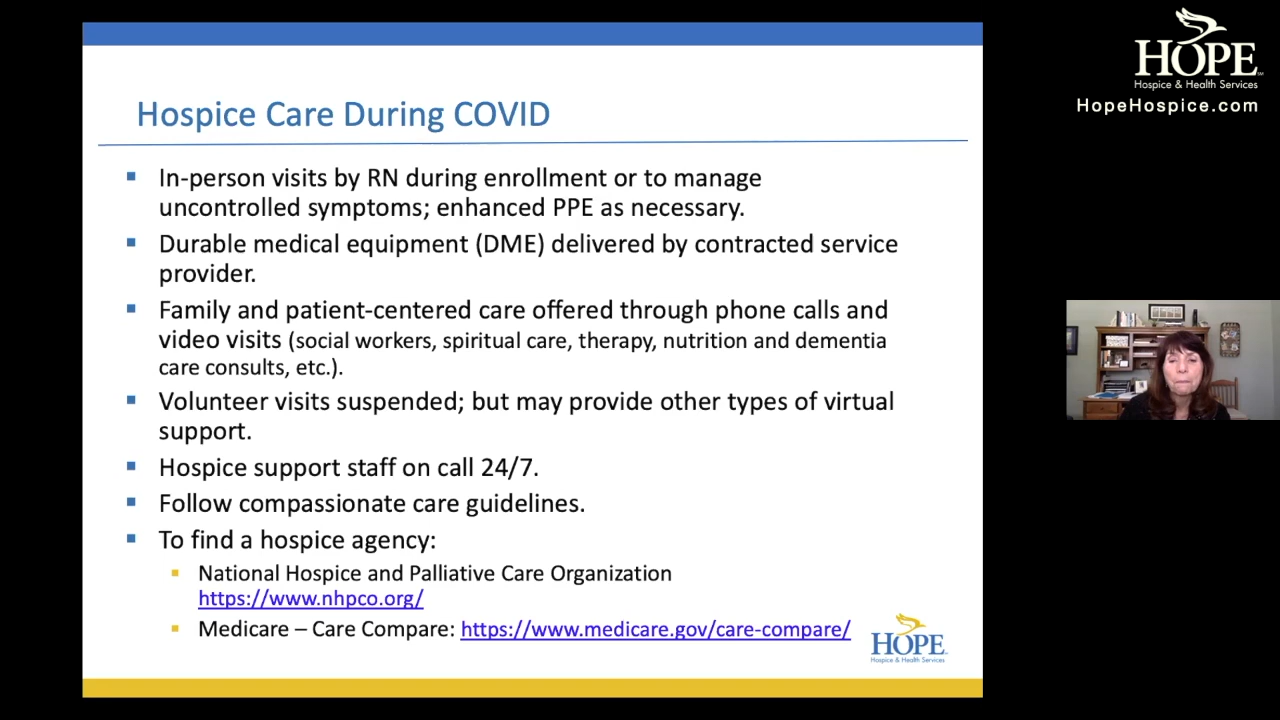 Hospice Care During COVID
In-person visits by RN during enrollment or to manage
uncontrolled symptoms; enhanced PPE as necessary.
Durable medical equipment (DME) delivered by contracted service
provider.
Family and patient-centered care offered through phone calls and
video visits (social workers, spiritual care, therapy, nutrition and dementia
care consults, etc.).
Volunteer visits suspended; but may provide other types of virtual
support.
Hospice support staff on call 24/7.
Follow compassionate care guidelines.
To find a hospice agency:
National Hospice and Palliative Care Organization
https://www.nhpco.org/
Medicare – Care Compare: https://www.medicare.gov/care-compare/
HOPE
Hospice & Health Services
HOPE
Hospice & Health Services
HopeHospice.com